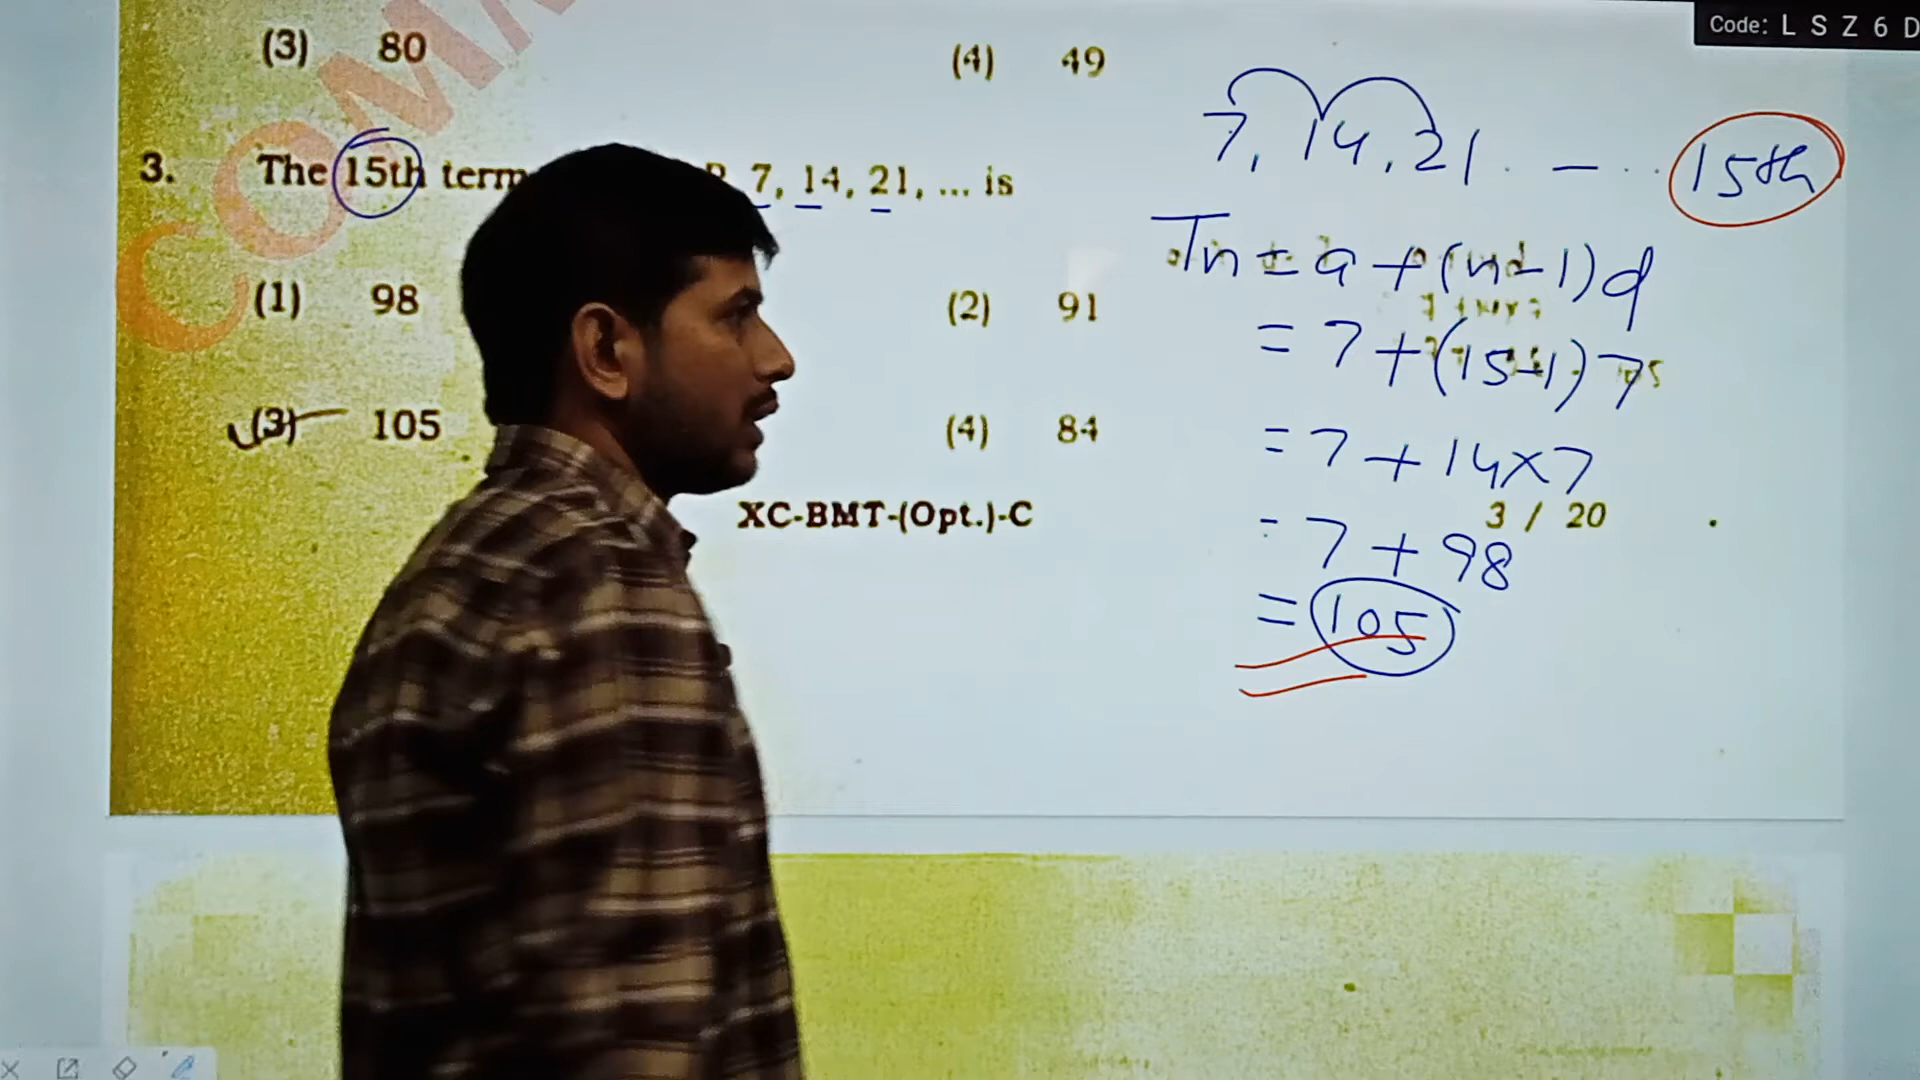 Code: L S Z 6 D
(3) 80 (4) 49
3. The 15th term P. 7, 14, 21, ... is
(1) 98 (2) 91
(3) 105 (4) 84
XC-BMT-(Opt.)-C 3 / 20
7, 14, 21 . - .. 15th
Tn = a + (n-1)d
= 7 + (15-1) 7
= 7 + 14×7
= 7 + 98
= 105
COMA